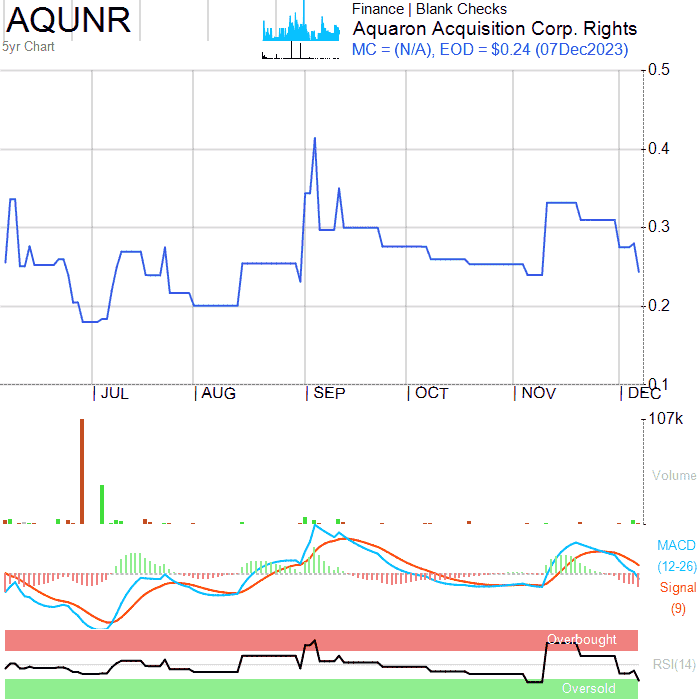 AQUNR
5yr Chart
Finance | Blank Checks
Aquaron Acquisition Corp. Rights
MC = (N/A), EOD = $0.24 (07Dec2023)
0.5
0.4
0.3
0.2
0.1
JUL AUG SEP OCT NOV DEC
107k
Volume
MACD
(12-26)
Signal
(9)
Overbought
RSI(14)
Oversold